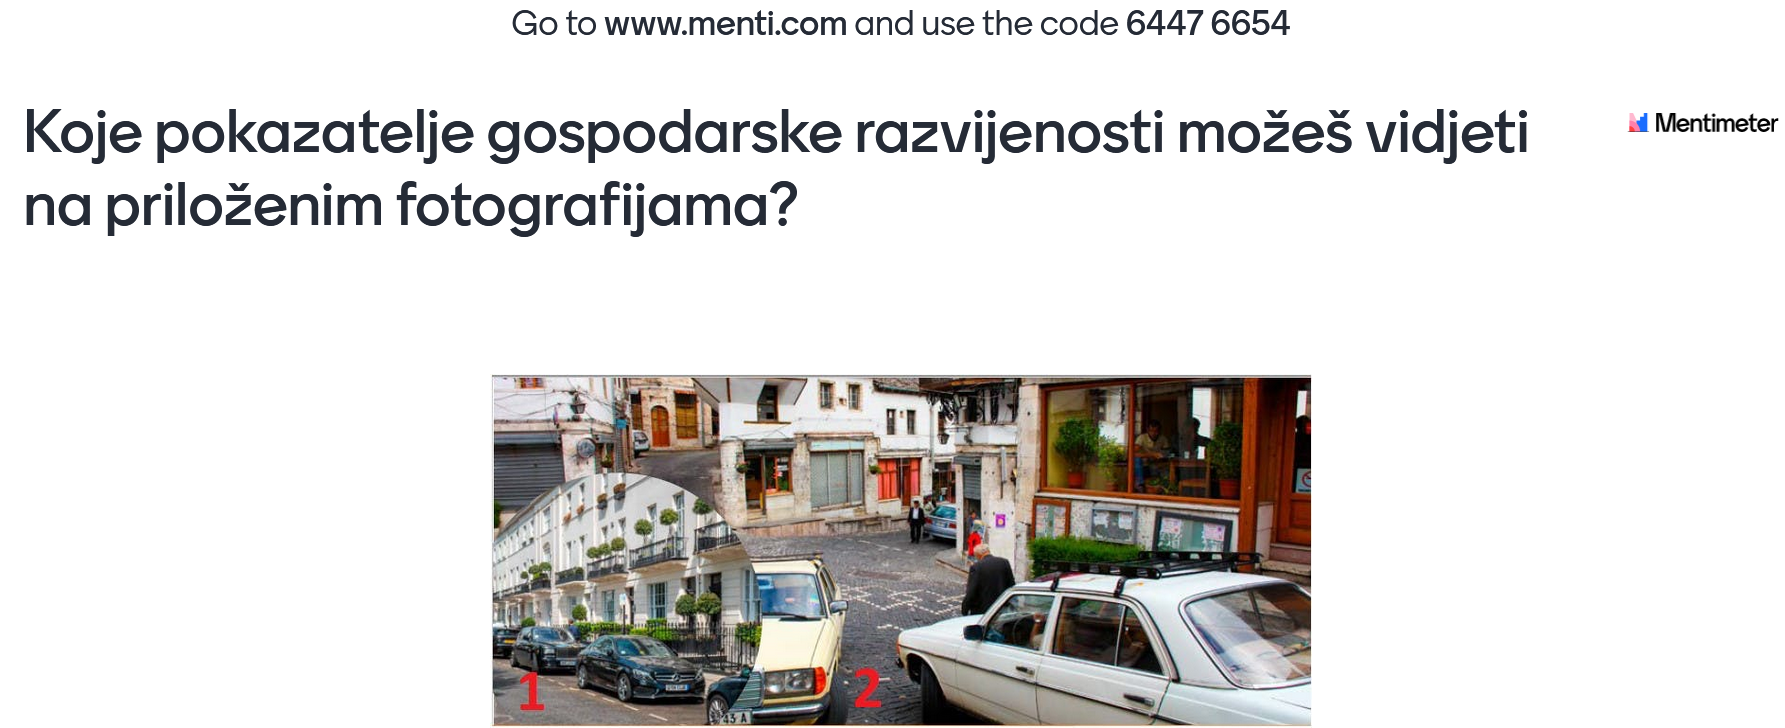 Go to www.menti.com and use the code 6447 6654
Koje pokazatelje gospodarske razvijenosti možeš vidjeti
na priloženim fotografijama?
Mentimeter
1
2
43 A